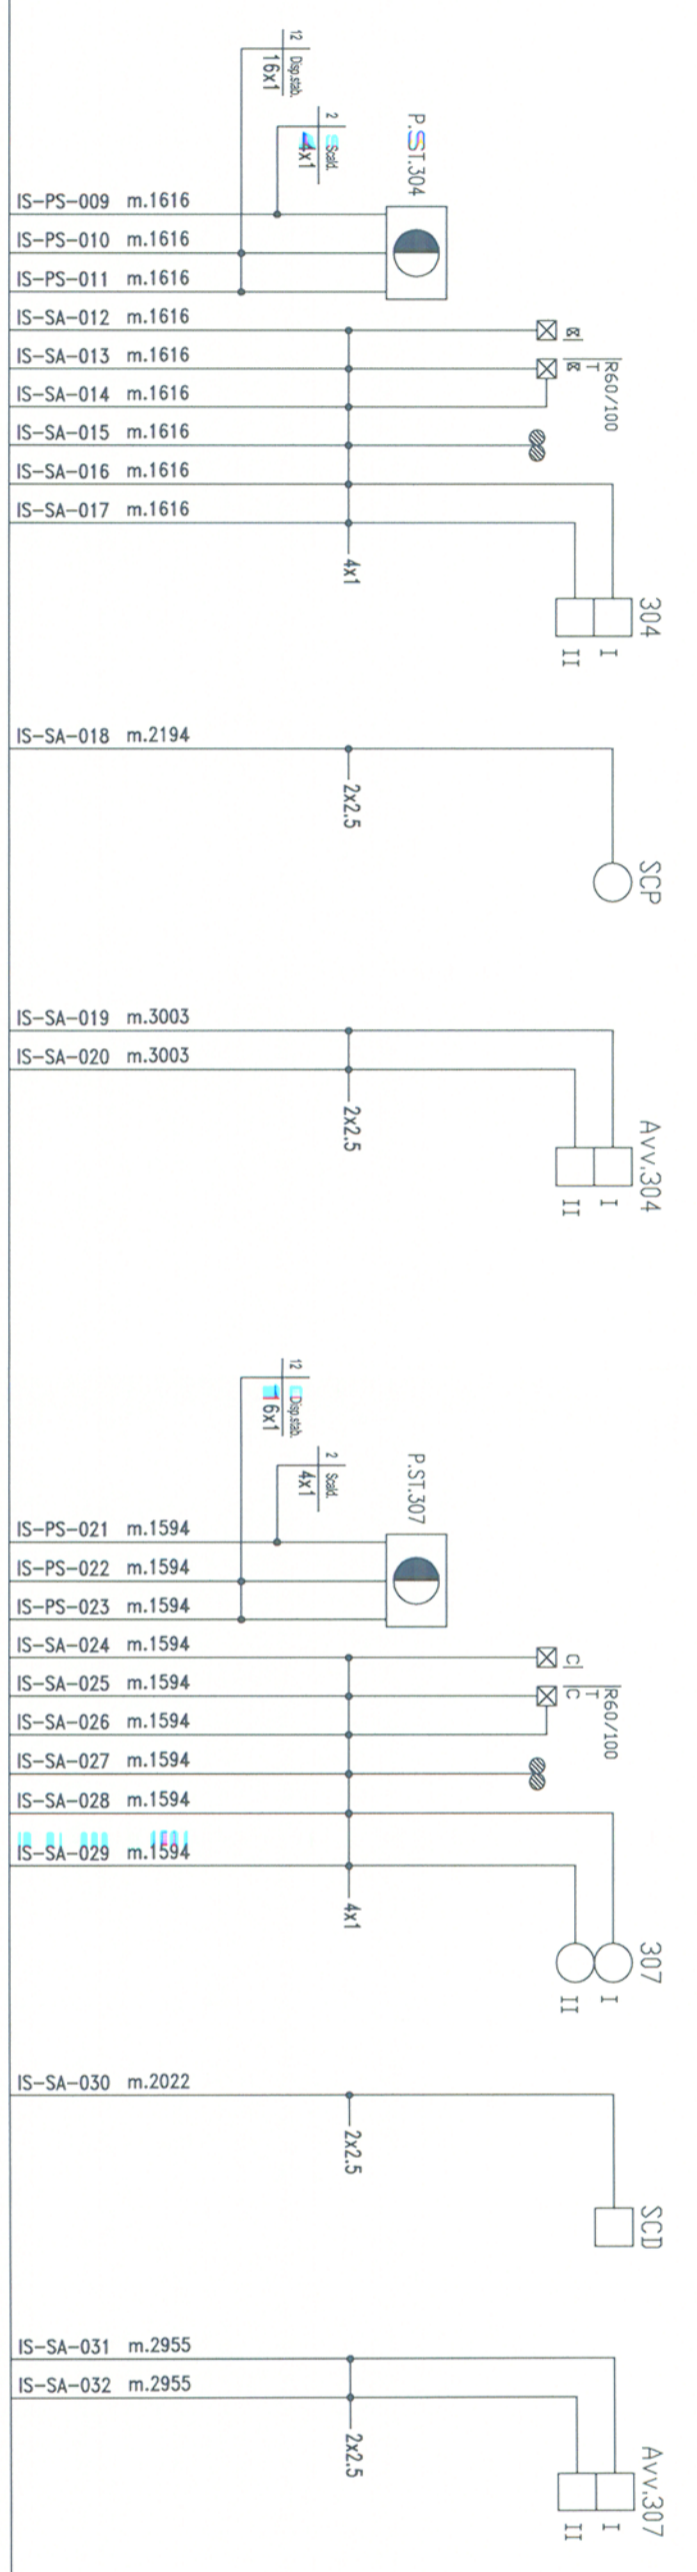 12 Disp.stab.
16x1
2 Scald.
4x1
P.ST.304
IS-PS-009 m.1616
IS-PS-010 m.1616
IS-PS-011 m.1616
IS-SA-012 m.1616
IS-SA-013 m.1616
R60/100
T
IS-SA-014 m.1616
IS-SA-015 m.1616
IS-SA-016 m.1616
IS-SA-017 m.1616
4x1
304
I
II
IS-SA-018 m.2194
2x2.5
SCP
IS-SA-019 m.3003
IS-SA-020 m.3003
2x2.5
Avv.304
I
II
12 Disp.stab.
16x1
2 Scald.
4x1
P.ST.307
IS-PS-021 m.1594
IS-PS-022 m.1594
IS-PS-023 m.1594
IS-SA-024 m.1594
C
IS-SA-025 m.1594
R60/100
T
C
IS-SA-026 m.1594
IS-SA-027 m.1594
IS-SA-028 m.1594
IS-SA-029 m.1594
4x1
307
I
II
IS-SA-030 m.2022
2x2.5
SCD
IS-SA-031 m.2955
IS-SA-032 m.2955
2x2.5
Avv.307
I
II